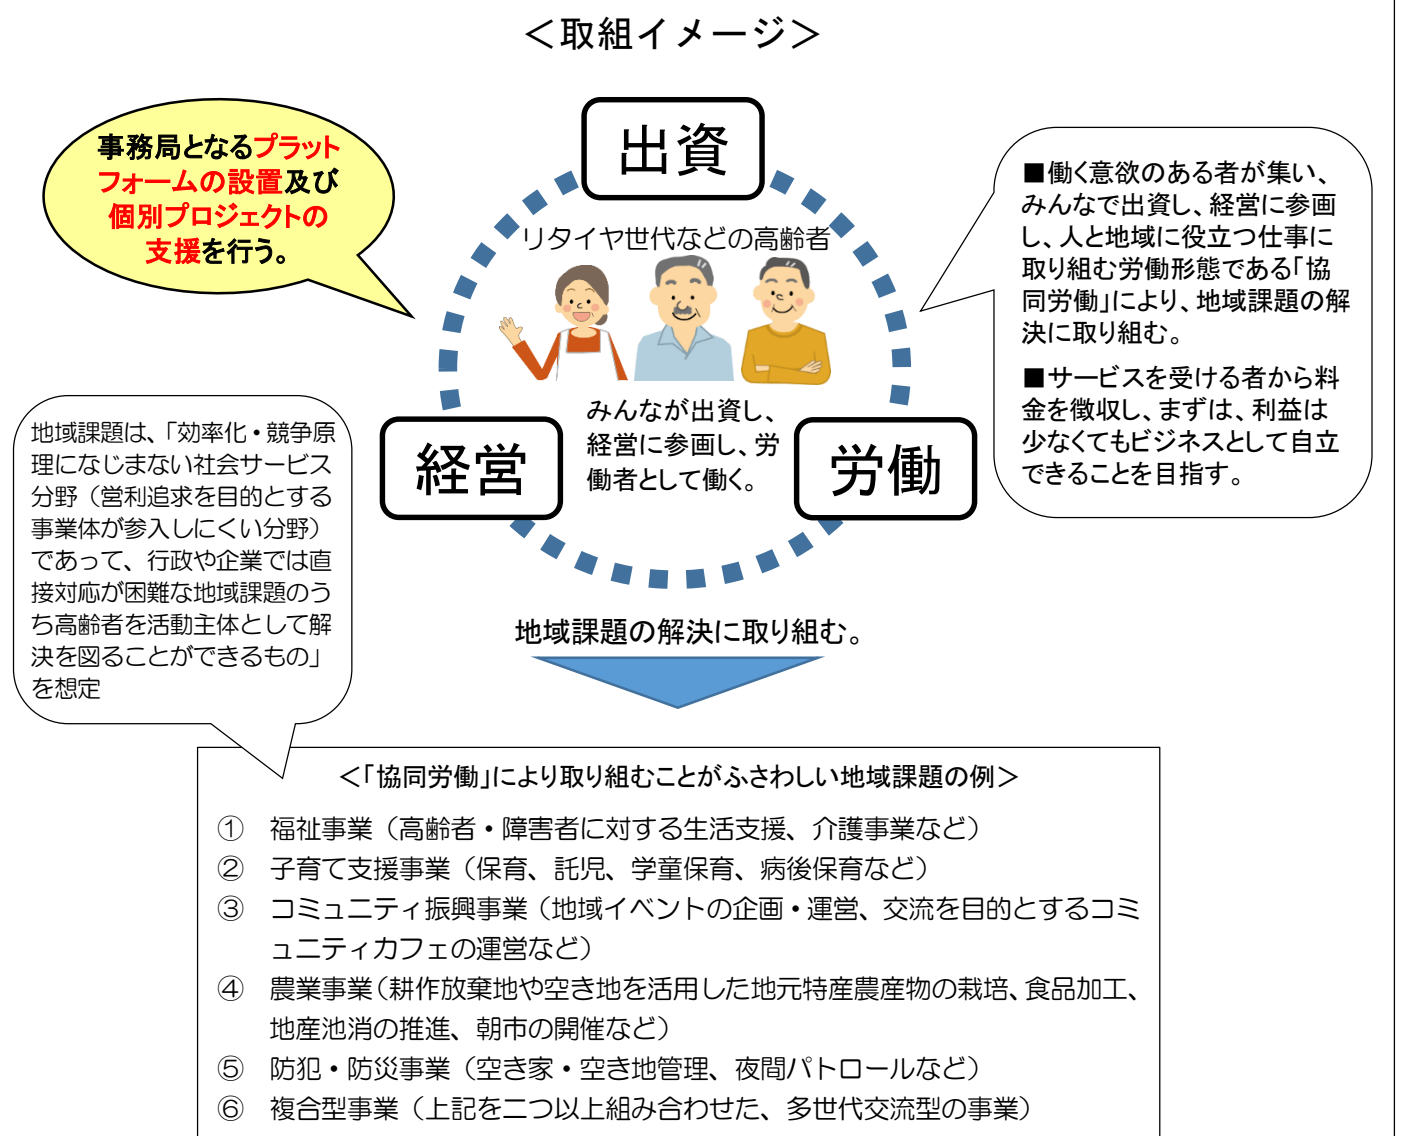 ＜取組イメージ＞
出資
事務局となるプラット
フォームの設置及び
個別プロジェクトの
支援を行う。
リタイヤ世代などの高齢者
みんなが出資し、
経営に参画し、労
働者として働く。
経営
労働
■働く意欲のある者が集い、
みんなで出資し、経営に参画
し、人と地域に役立つ仕事に
取り組む労働形態である「協
同労働」により、地域課題の解
決に取り組む。
■サービスを受ける者から料
金を徴収し、まずは、利益は
少なくてもビジネスとして自立
できることを目指す。
地域課題は、「効率化・競争原
理になじまない社会サービス
分野（営利追求を目的とする
事業体が参入しにくい分野）
であって、行政や企業では直
接対応が困難な地域課題のう
ち高齢者を活動主体として解
決を図ることができるもの」
を想定
地域課題の解決に取り組む。
＜「協同労働」により取り組むことがふさわしい地域課題の例＞
①　福祉事業（高齢者・障害者に対する生活支援、介護事業など）
②　子育て支援事業（保育、託児、学童保育、病後保育など）
③　コミュニティ振興事業（地域イベントの企画・運営、交流を目的とするコミ
ュニティカフェの運営など）
④　農業事業（耕作放棄地や空き地を活用した地元特産農産物の栽培、食品加工、
地産池消の推進、朝市の開催など）
⑤　防犯・防災事業（空き家・空き地管理、夜間パトロールなど）
⑥　複合型事業（上記を二つ以上組み合わせた、多世代交流型の事業）